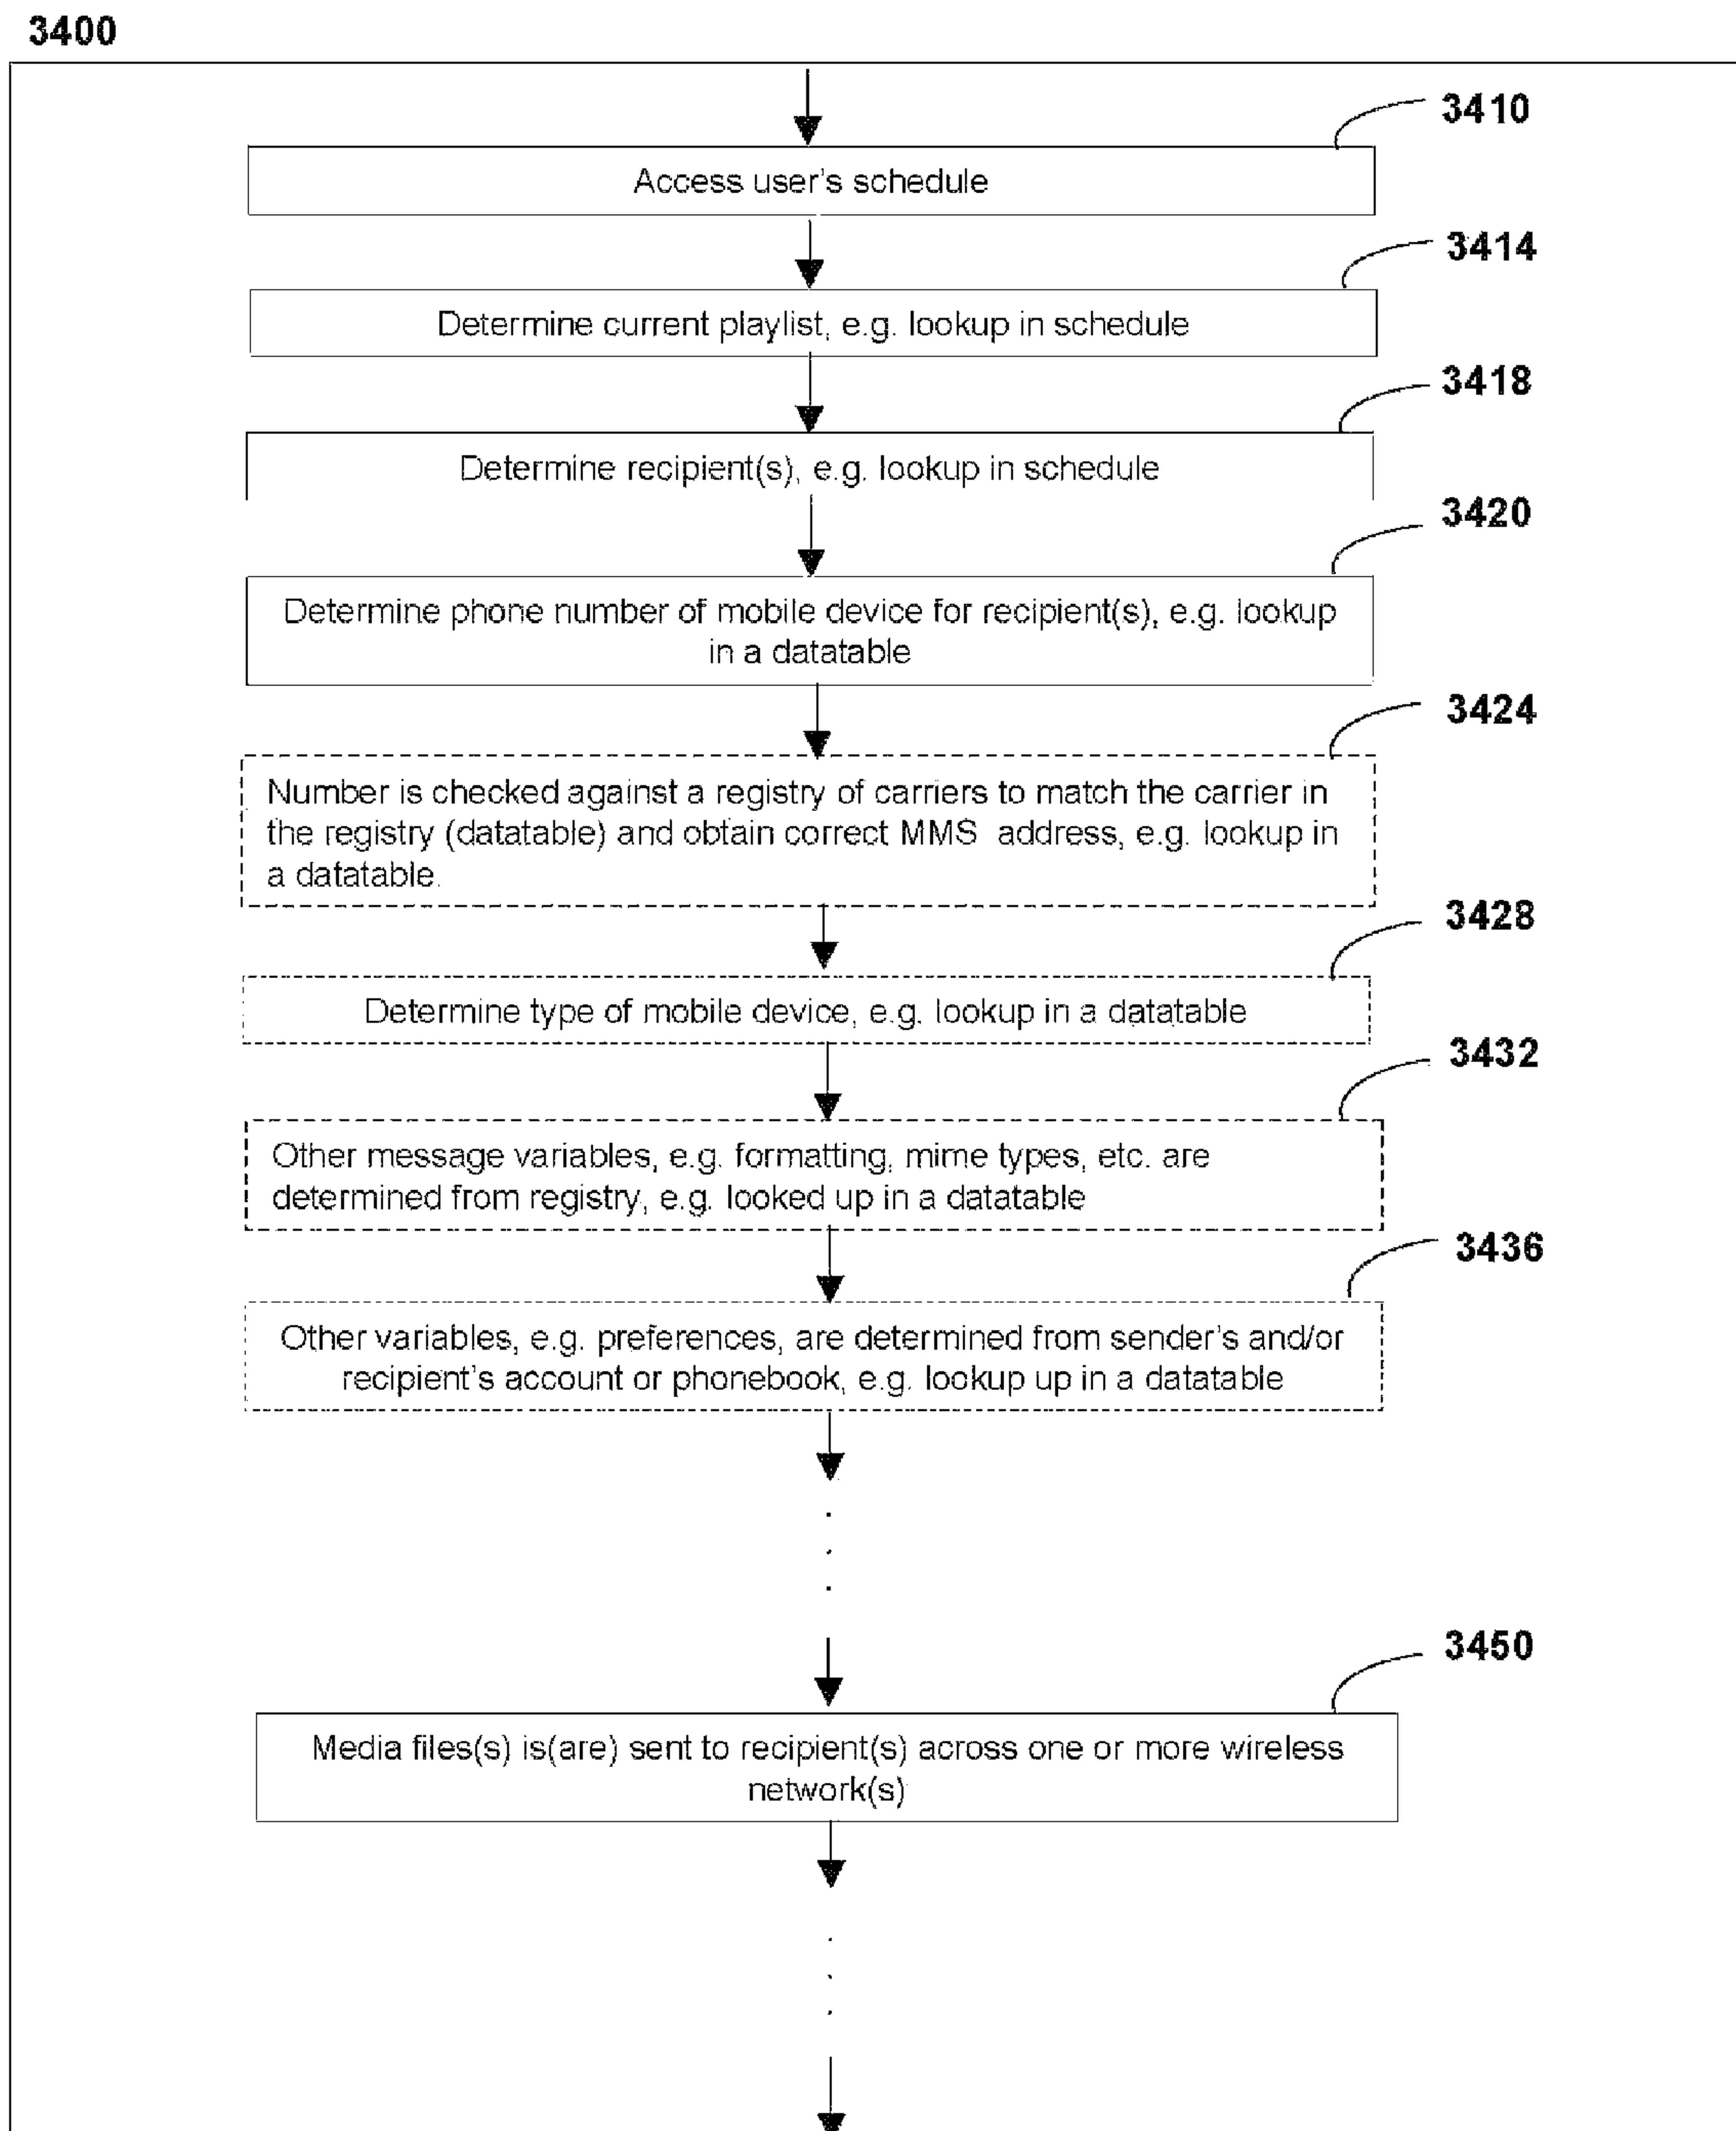 3400
3410
Access user's schedule
3414
Determine current playlist, e.g. lookup in schedule
3418
Determine recipient(s), e.g. lookup in schedule
3420
Determine phone number of mobile device for recipient(s), e.g. lookup
in a datatable
3424
Number is checked against a registry of carriers to match the carrier in
the registry (datatable) and obtain correct MMS address, e.g. lookup in
a datatable.
3428
Determine type of mobile device, e.g. lookup in a datatable
3432
Other message variables, e.g. formatting, mime types, etc. are
determined from registry, e.g. looked up in a datatable
3436
Other variables, e.g. preferences, are determined from sender's and/or
recipient's account or phonebook, e.g. lookup up in a datatable
3450
Media files(s) is(are) sent to recipient(s) across one or more wireless
network(s)